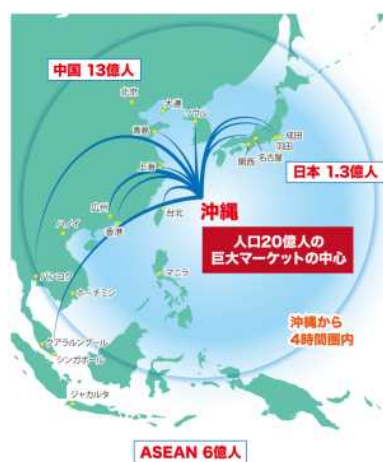 中国 13億人
北京
大連
ソウル
青島
成田
羽田
名古屋
関西
上海
日本 1.3億人
沖縄
広州
台北
香港
ハノイ
人口20億人の
巨大マーケットの中心
バンコク
マニラ
ホーチミン
沖縄から
4時間圏内
クアラルンプール
シンガポール
ジャカルタ
ASEAN 6億人